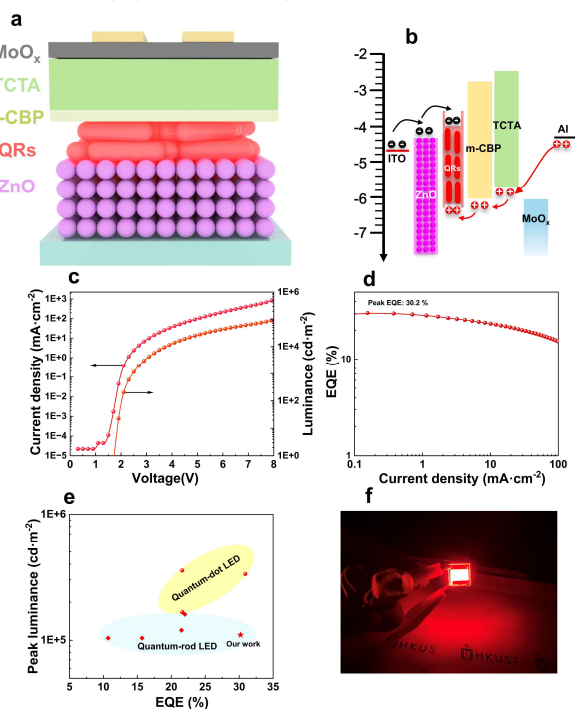 a
MoOx
TCTA
-CBP
QRs
ZnO
b
-2
-3
-4
-5
-6
-7
ITO
ZnO
QRs
m-CBP
TCTA
Al
MoOx
c
Current density (mA·cm-2)
1E+3
1E+2
1E+1
1E+0
1E-1
1E-2
1E-3
1E-4
1E-5
0 1 2 3 4 5 6 7 8
Voltage(V)
1E+6
1E+4
1E+2
1E+0
Luminance (cd·m-2)
d
Peak EQE: 30.2 %
EQE (%)
10
1
0.1 1 10 100
Current density (mA·cm-2)
e
Peak luminance (cd·m-2)
1E+6
1E+5
Quantum-dot LED
Quantum-rod LED
Our work
5 10 15 20 25 30 35
EQE (%)
f
HKUS
HKUST